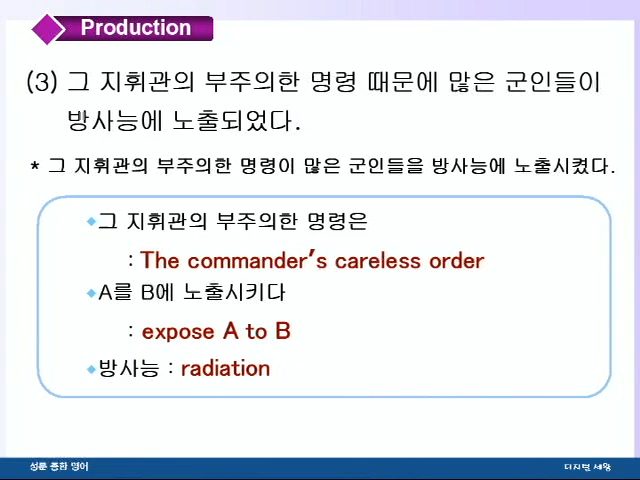 Production
(3) 그 지휘관의 부주의한 명령 때문에 많은 군인들이
방사능에 노출되었다.
* 그 지휘관의 부주의한 명령이 많은 군인들을 방사능에 노출시켰다.
◆그 지휘관의 부주의한 명령은
: The commander's careless order
◆A를 B에 노출시키다
: expose A to B
◆방사능 : radiation
성문 종합 영어
디지털 세왕